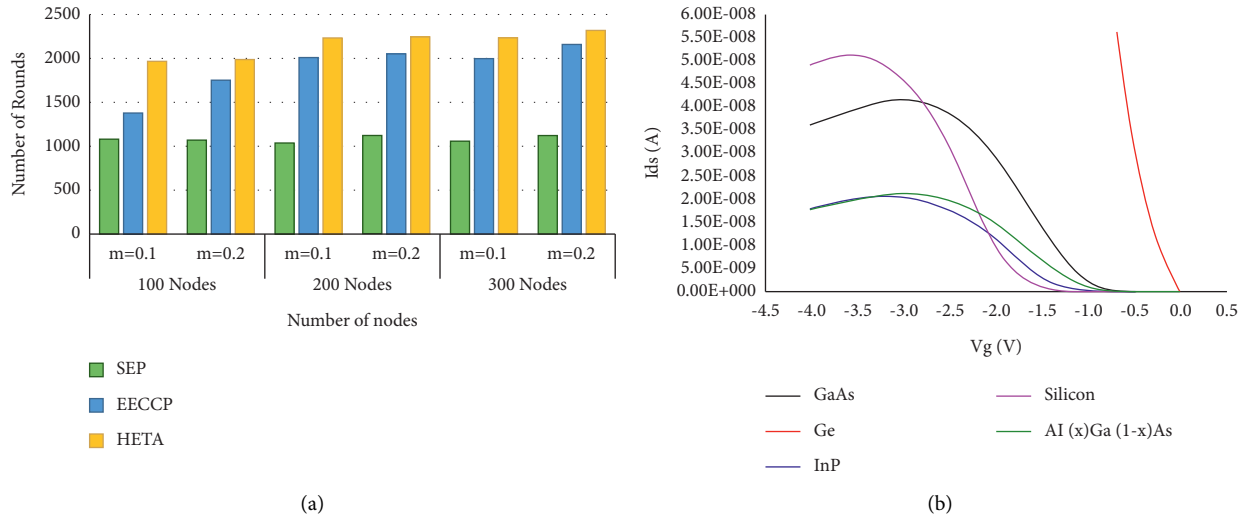 2500
2000
1500
1000
500
0
Number of Rounds
m=0.1 m=0.2 m=0.1 m=0.2 m=0.1 m=0.2
100 Nodes 200 Nodes 300 Nodes
Number of nodes
SEP
EECCP
HETA
(a)
6.00E-008
5.50E-008
5.00E-008
4.50E-008
4.00E-008
3.50E-008
3.00E-008
2.50E-008
2.00E-008
1.50E-008
1.00E-008
5.00E-009
0.00E+000
Ids (A)
-4.5 -4.0 -3.5 -3.0 -2.5 -2.0 -1.5 -1.0 -0.5 0.0 0.5
Vg (V)
GaAs
Ge
InP
Silicon
AI (x)Ga (1-x)As
(b)